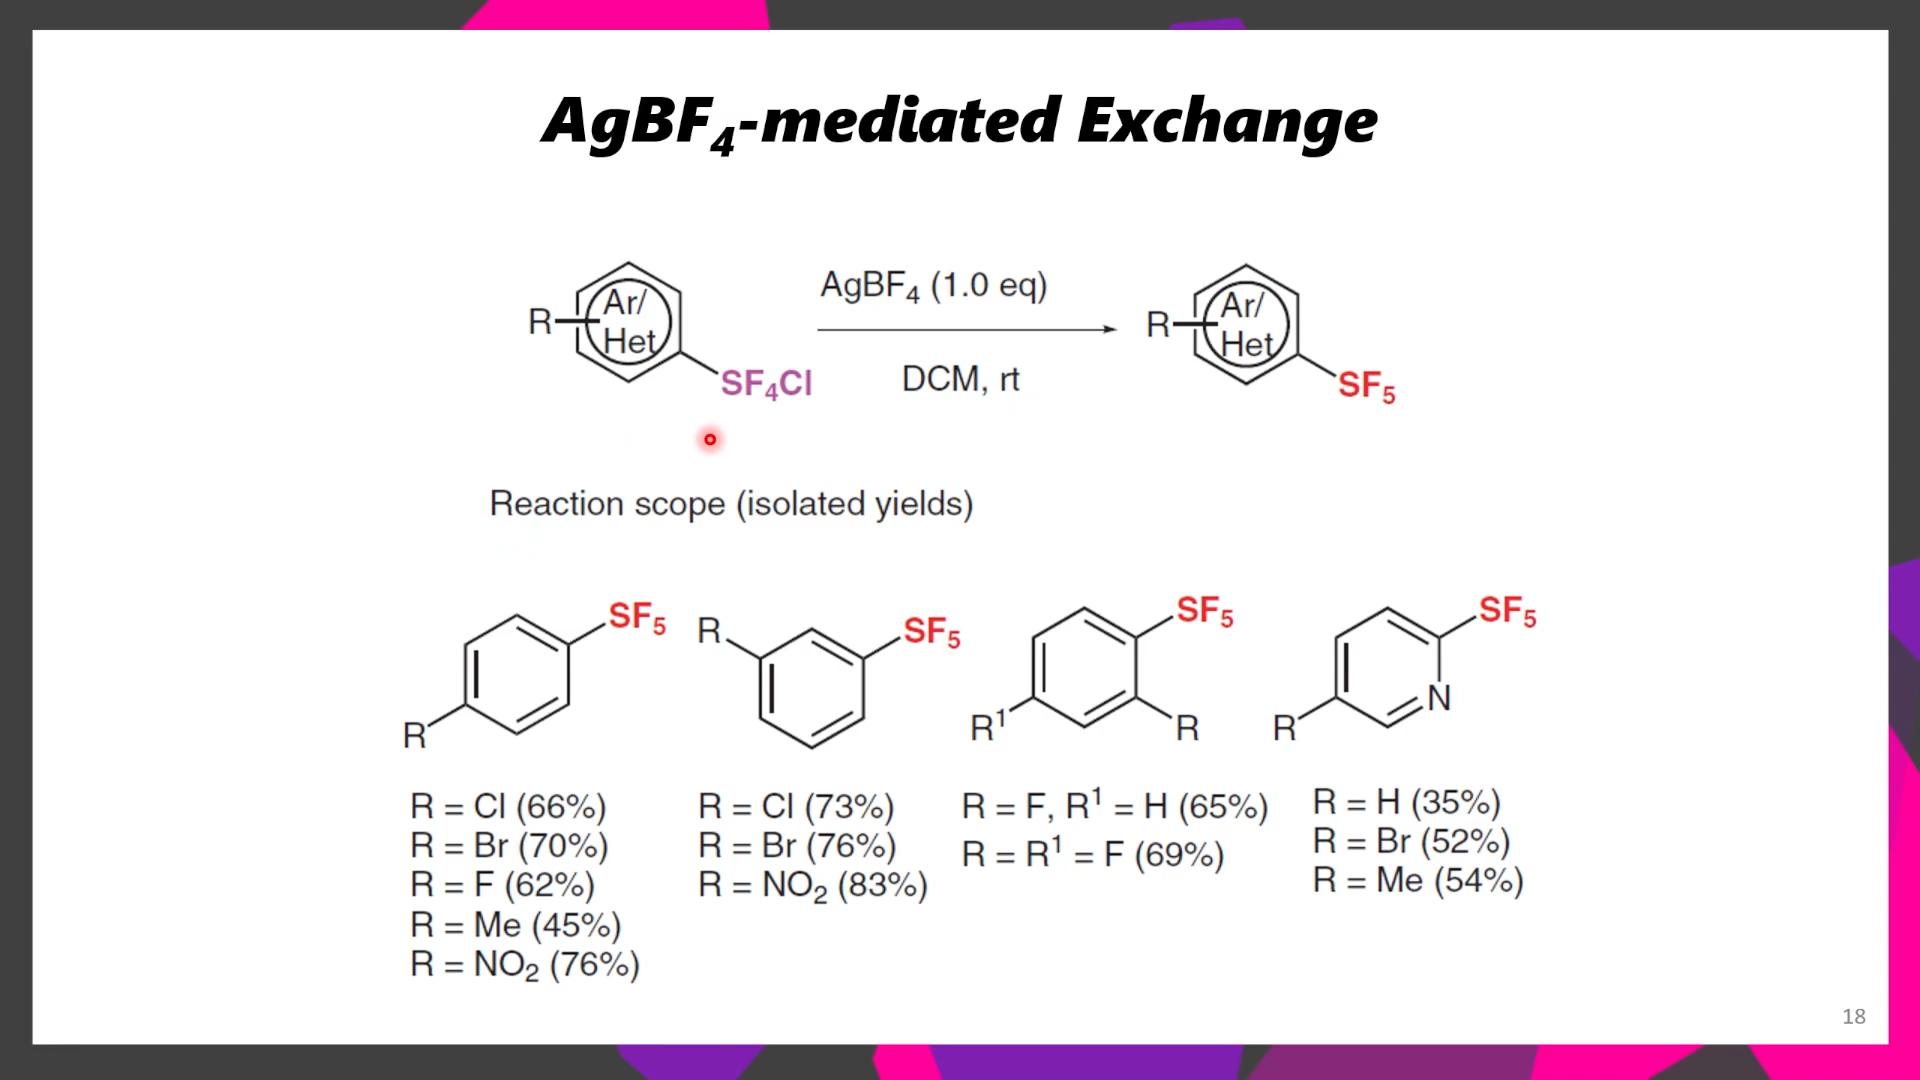 AgBF₄-mediated Exchange
R Ar/ Het SF₄Cl
AgBF₄ (1.0 eq)
DCM, rt
R Ar/ Het SF₅
Reaction scope (isolated yields)
SF₅ R
R SF₅
SF₅ R¹ R
SF₅ N R
R = Cl (66%)
R = Br (70%)
R = F (62%)
R = Me (45%)
R = NO₂ (76%)
R = Cl (73%)
R = Br (76%)
R = NO₂ (83%)
R = F, R¹ = H (65%)
R = R¹ = F (69%)
R = H (35%)
R = Br (52%)
R = Me (54%)
18